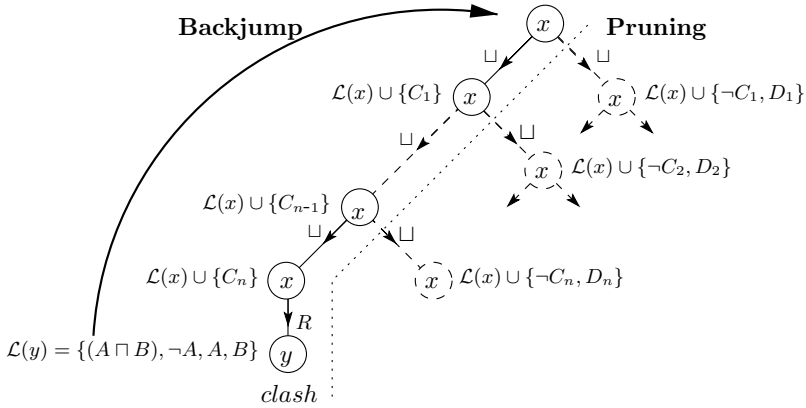 Backjump
x
Pruning
⊔ ⊔
ℒ(x) ∪ {C₁} x
x ℒ(x) ∪ {¬C₁, D₁}
⊔ ⊔
x ℒ(x) ∪ {¬C₂, D₂}
ℒ(x) ∪ {Cₙ₋₁} x
⊔ ⊔
ℒ(x) ∪ {Cₙ} x
x ℒ(x) ∪ {¬Cₙ, Dₙ}
R
ℒ(y) = {(A ⊓ B), ¬A, A, B} y
clash